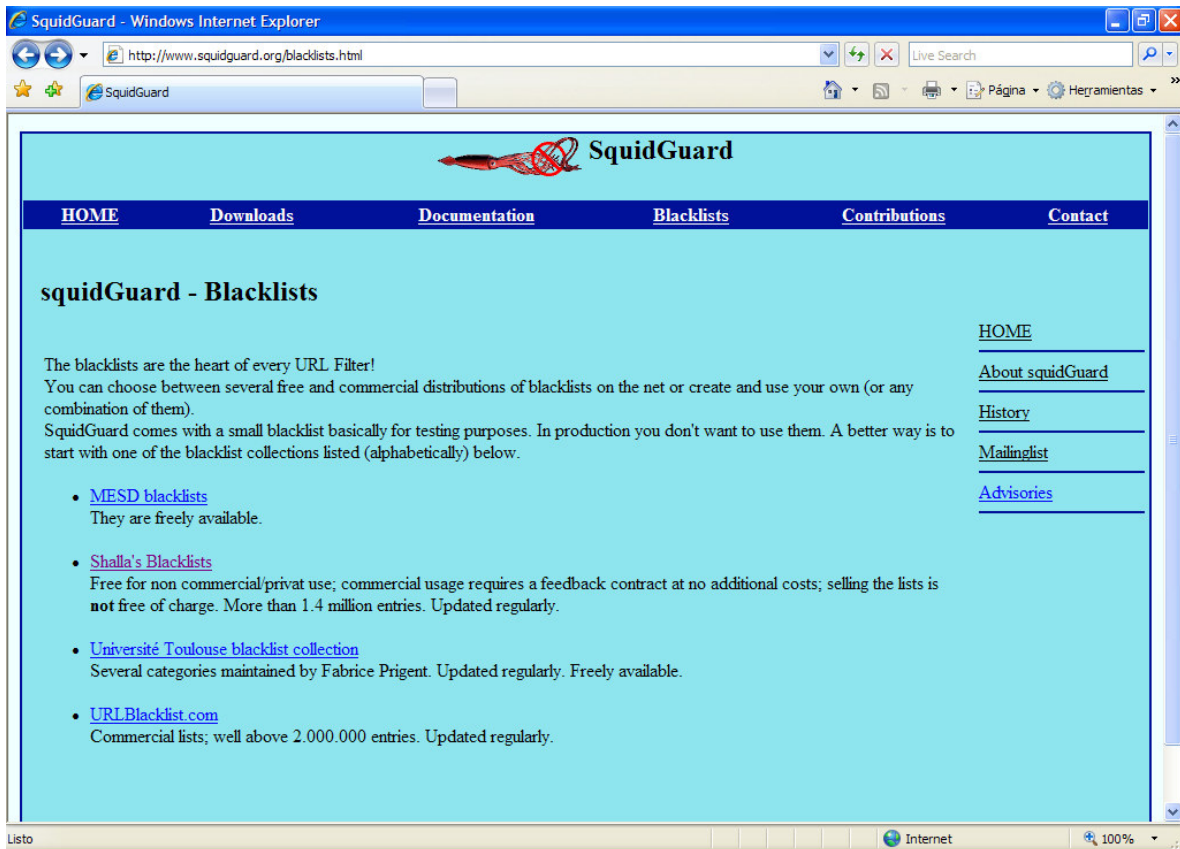 SquidGuard - Windows Internet Explorer
http://www.squidguard.org/blacklists.html
Live Search
SquidGuard
Página
Herramientas
SquidGuard
HOME Downloads Documentation Blacklists Contributions Contact
squidGuard - Blacklists
The blacklists are the heart of every URL Filter!
You can choose between several free and commercial distributions of blacklists on the net or create and use your own (or any
combination of them).
SquidGuard comes with a small blacklist basically for testing purposes. In production you don't want to use them. A better way is to
start with one of the blacklist collections listed (alphabetically) below.
MESD blacklists
They are freely available.
Shalla's Blacklists
Free for non commercial/privat use; commercial usage requires a feedback contract at no additional costs; selling the lists is
not free of charge. More than 1.4 million entries. Updated regularly.
Université Toulouse blacklist collection
Several categories maintained by Fabrice Prigent. Updated regularly. Freely available.
URLBlacklist.com
Commercial lists; well above 2.000.000 entries. Updated regularly.
HOME
About squidGuard
History
Mailinglist
Advisories
Listo
Internet
100%